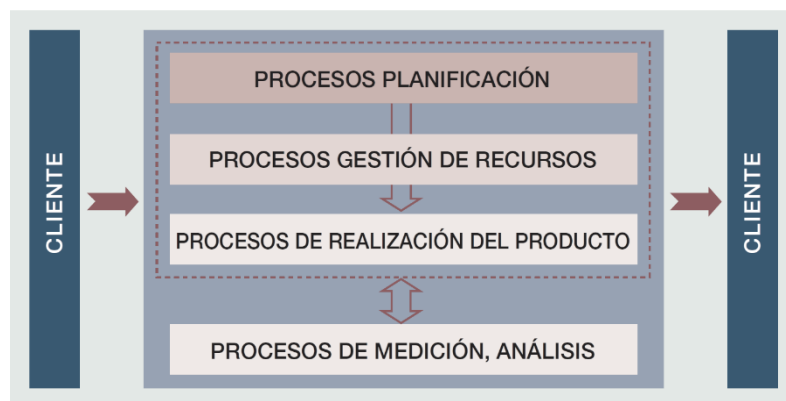 CLIENTE
PROCESOS PLANIFICACIÓN
PROCESOS GESTIÓN DE RECURSOS
PROCESOS DE REALIZACIÓN DEL PRODUCTO
PROCESOS DE MEDICIÓN, ANÁLISIS
CLIENTE